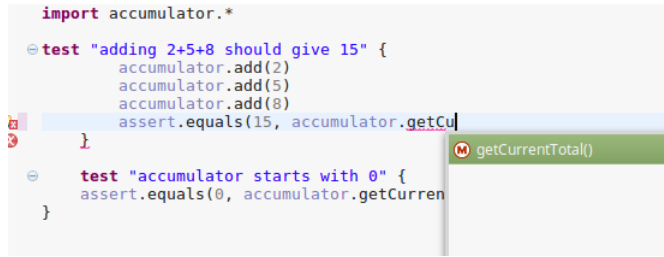 import accumulator.*
test "adding 2+5+8 should give 15" {
accumulator.add(2)
accumulator.add(5)
accumulator.add(8)
assert.equals(15, accumulator.getCu
}
M getCurrentTotal()
test "accumulator starts with 0" {
assert.equals(0, accumulator.getCurren
}